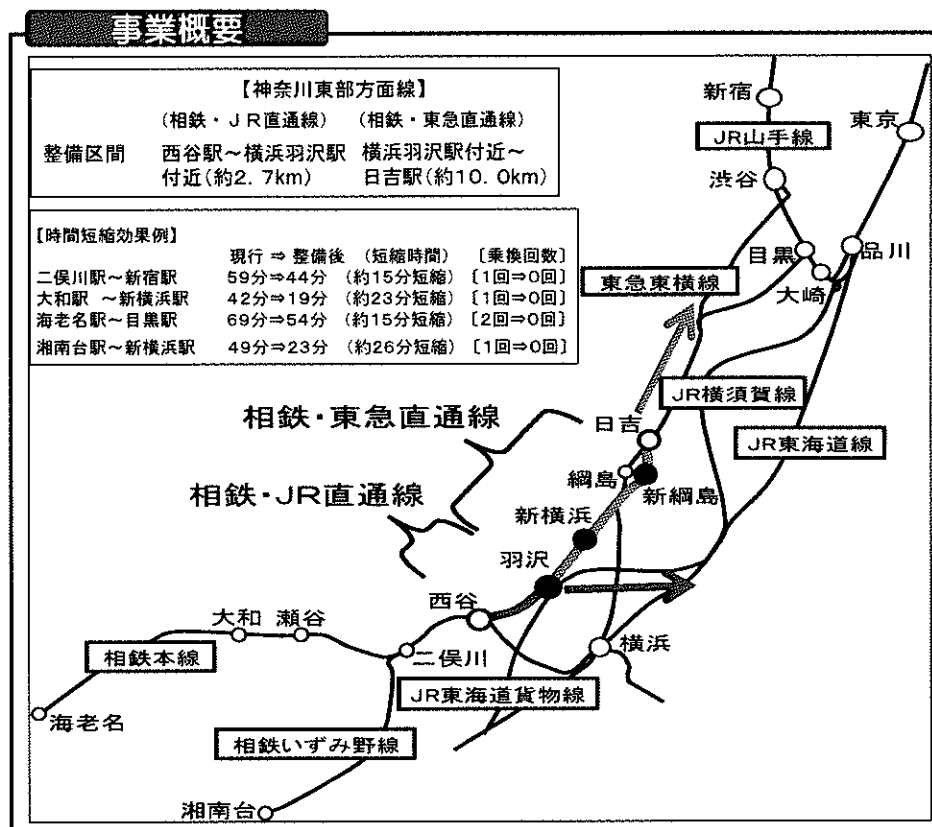 事業概要
【神奈川東部方面線】
(相鉄・JR直通線) (相鉄・東急直通線)
整備区間 西谷駅～横浜羽沢駅 横浜羽沢駅付近～
付近(約2.7km) 日吉駅(約10.0km)
【時間短縮効果例】
現行 ⇒ 整備後 (短縮時間) [乗換回数]
二俣川駅～新宿駅 59分⇒44分 (約15分短縮) [1回⇒0回]
大和駅 ～新横浜駅 42分⇒19分 (約23分短縮) [1回⇒0回]
海老名駅～目黒駅 69分⇒54分 (約15分短縮) [2回⇒0回]
湘南台駅～新横浜駅 49分⇒23分 (約26分短縮) [1回⇒0回]
新宿
東京
JR山手線
渋谷
目黒
品川
大崎
東急東横線
JR横須賀線
相鉄・東急直通線
日吉
JR東海道線
綱島
新綱島
相鉄・JR直通線
新横浜
羽沢
西谷
大和 瀬谷
横浜
二俣川
相鉄本線
JR東海道貨物線
海老名
相鉄いずみ野線
湘南台